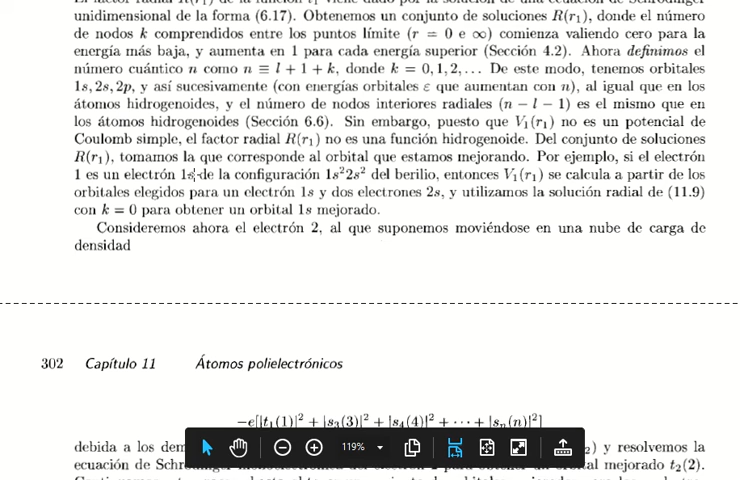 unidimensional de la forma (6.17). Obtenemos un conjunto de soluciones R(r₁), donde el número
de nodos k comprendidos entre los puntos límite (r = 0 e ∞) comienza valiendo cero para la
energía más baja, y aumenta en 1 para cada energía superior (Sección 4.2). Ahora definimos el
número cuántico n como n ≡ l + 1 + k, donde k = 0, 1, 2, ... De este modo, tenemos orbitales
1s, 2s, 2p, y así sucesivamente (con energías orbitales ε que aumentan con n), al igual que en los
átomos hidrogenoides, y el número de nodos interiores radiales (n − l − 1) es el mismo que en
los átomos hidrogenoides (Sección 6.6). Sin embargo, puesto que V₁(r₁) no es un potencial de
Coulomb simple, el factor radial R(r₁) no es una función hidrogenoide. Del conjunto de soluciones
R(r₁), tomamos la que corresponde al orbital que estamos mejorando. Por ejemplo, si el electrón
1 es un electrón 1s de la configuración 1s²2s² del berilio, entonces V₁(r₁) se calcula a partir de los
orbitales elegidos para un electrón 1s y dos electrones 2s, y utilizamos la solución radial de (11.9)
con k = 0 para obtener un orbital 1s mejorado.
Consideremos ahora el electrón 2, al que suponemos moviéndose en una nube de carga de
densidad
302 Capítulo 11 Átomos polielectrónicos
−e[|t₁(1)|² + |s₃(3)|² + |s₄(4)|² + ··· + |sₙ(n)|²]
119%
debida a los y resolvemos la
ecuación de mejorado t₂(2).